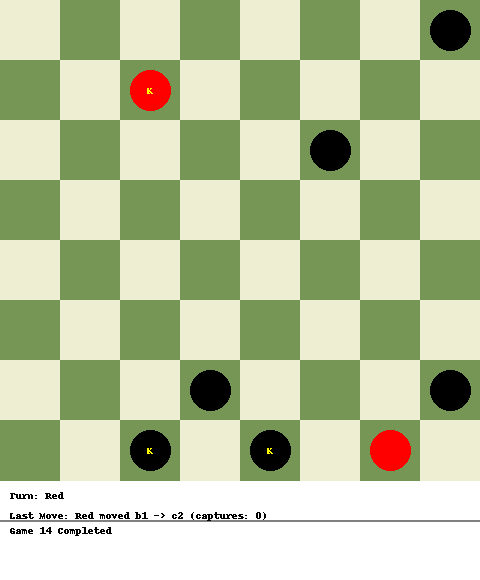 K
K K
Turn: Red
Last Move: Red moved b1 -> c2 (captures: 0)
Game 14 Completed